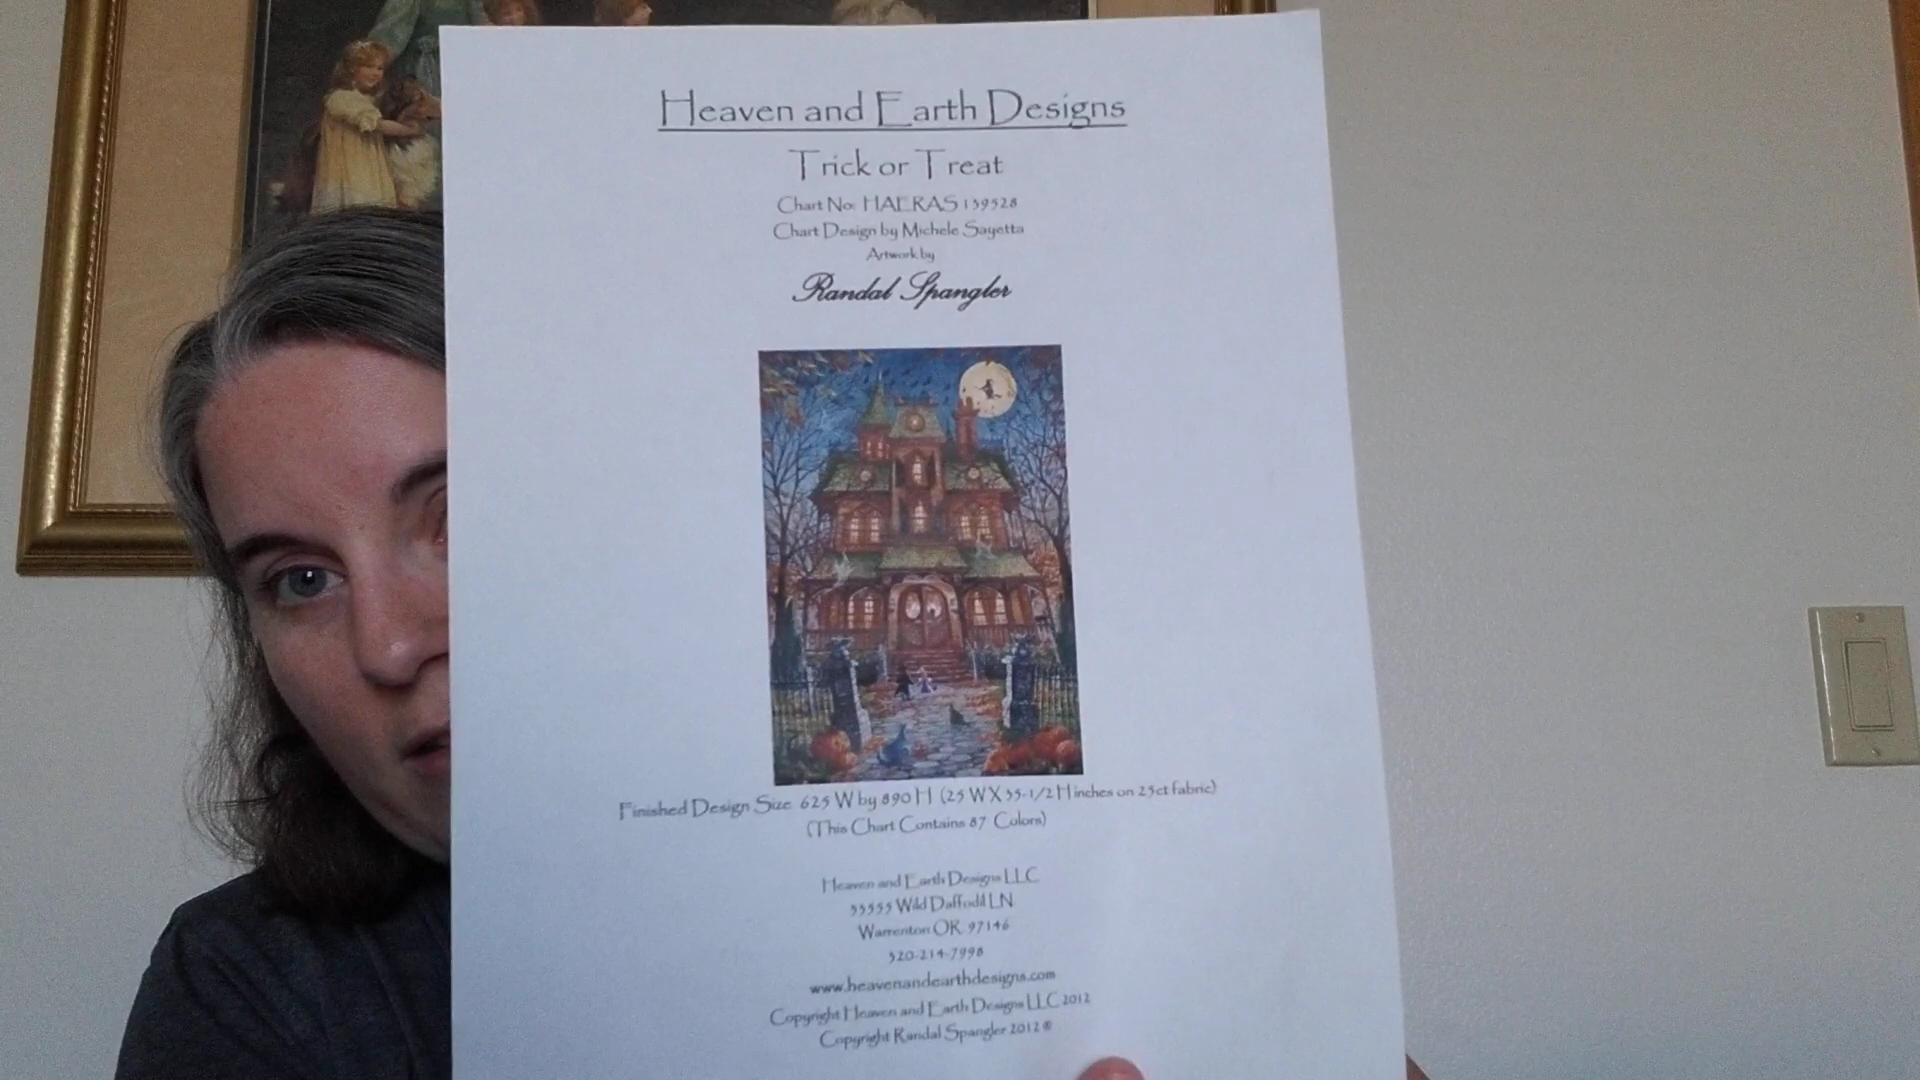 Heaven and Earth Designs
Trick or Treat
Chart No: HAERAS 139528
Chart Design by Michele Sayetta
Artwork by
Randal Spangler
Finished Design Size 625 W by 890 H (25 W X 35-1/2 H inches on 25ct fabric)
(This Chart Contains 87 Colors)
Heaven and Earth Designs LLC
33333 Wild Daffodil LN
Warrenton OR 97146
520-214-7998
www.heavenandearthdesigns.com
Copyright Heaven and Earth Designs LLC 2012
Copyright Randal Spangler 2012 ®